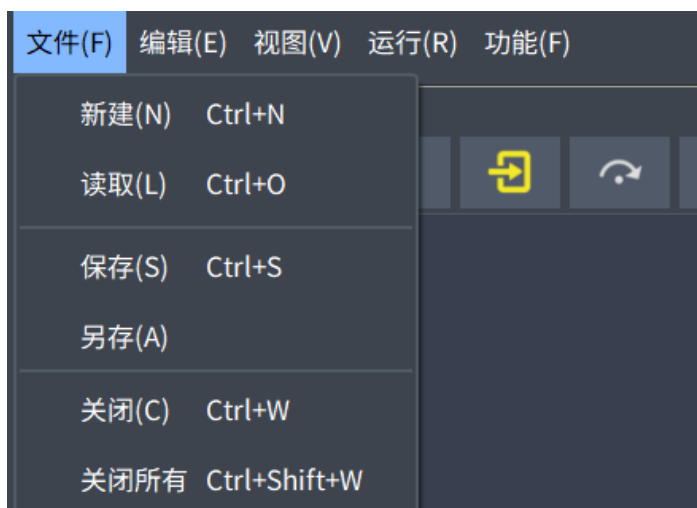 文件(F) 编辑(E) 视图(V) 运行(R) 功能(F)
新建(N) Ctrl+N
读取(L) Ctrl+O
保存(S) Ctrl+S
另存(A)
关闭(C) Ctrl+W
关闭所有 Ctrl+Shift+W